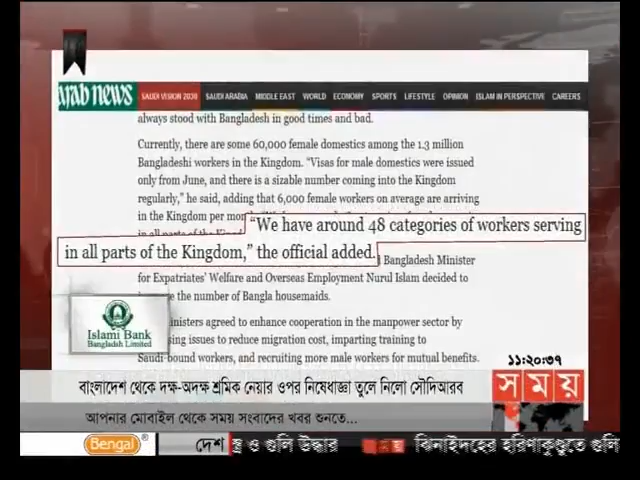 arab news
SAUDI VISION 2030 SAUDI ARABIA MIDDLE EAST WORLD ECONOMY SPORTS LIFESTYLE OPINION ISLAM IN PERSPECTIVE CAREERS
always stood with Bangladesh in good times and bad.
Currently, there are some 60,000 female domestics among the 1.3 million
Bangladeshi workers in the Kingdom. “Visas for male domestics were issued
only from June, and there is a sizable number coming into the Kingdom
regularly,” he said, adding that 6,000 female workers on average are arriving
in the Kingdom per
“We have around 48 categories of workers serving
in all parts of the Kingdom,” the official added.
Bangladesh Minister
for Expatriates’ Welfare and Overseas Employment Nurul Islam decided to
the number of Bangla housemaids.
agreed to enhance cooperation in the manpower sector by
issues to reduce migration cost, imparting training to
Saudi-bound workers, and recruiting more male workers for mutual benefits.
Islami Bank
Bangladesh Limited
১১:২০:৩৭
বাংলাদেশ থেকে দক্ষ-অদক্ষ শ্রমিক নেয়ার ওপর নিষেধাজ্ঞা তুলে নিলো সৌদিআরব
সময়
আপনার মোবাইল থেকে সময় সংবাদের খবর শুনতে...
Bengal দেশ ও গুলি উদ্ধার সময় ঝিনাইদহের হরিণাকুণ্ডুতে গুলি